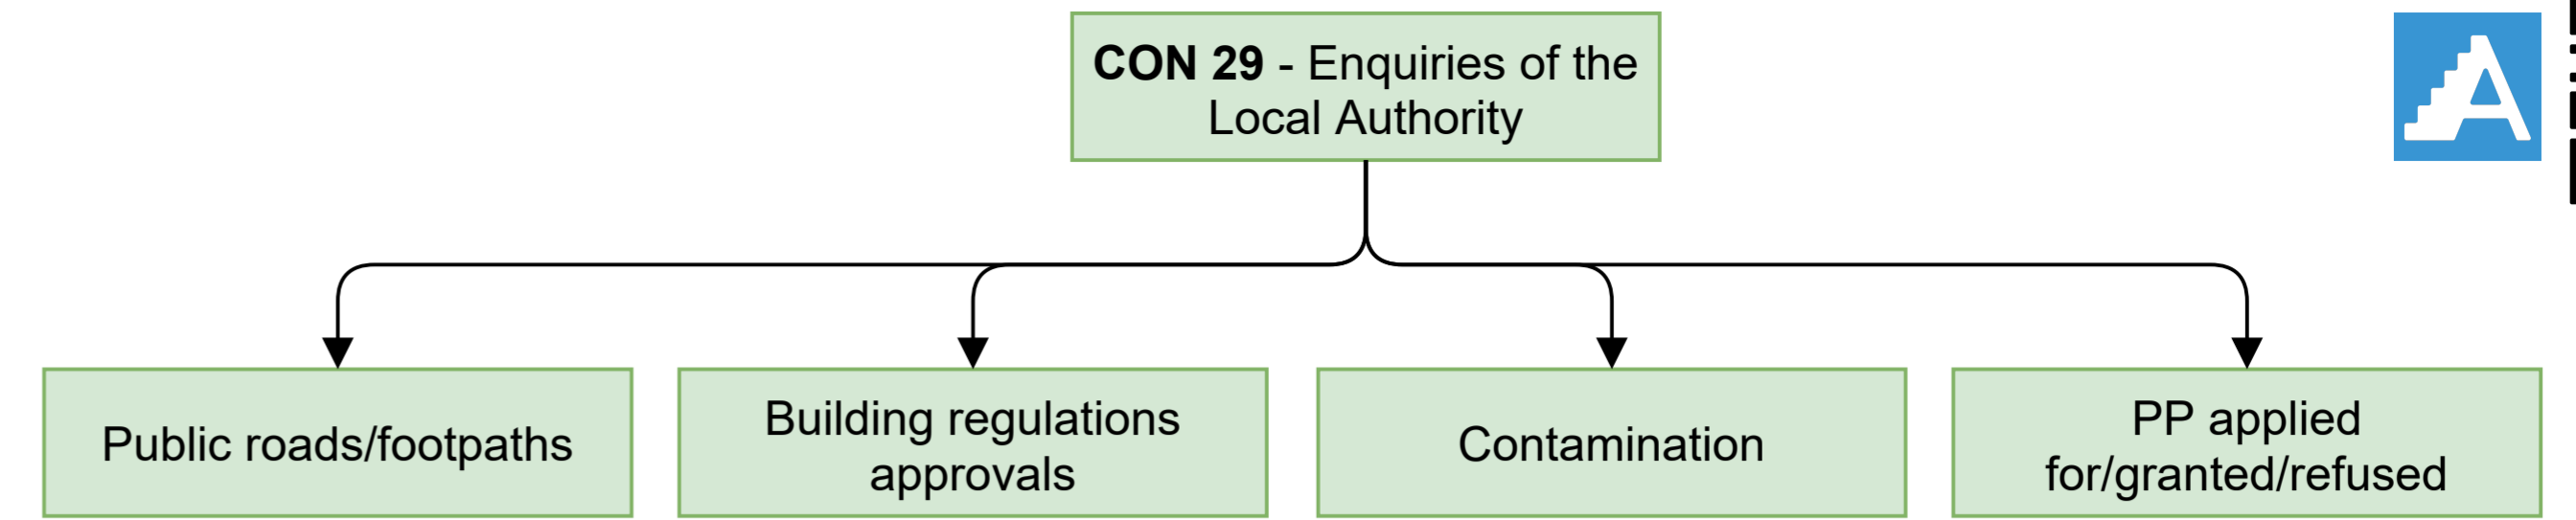 CON 29 - Enquiries of the
Local Authority
Public roads/footpaths
Building regulations
approvals
Contamination
PP applied
for/granted/refused